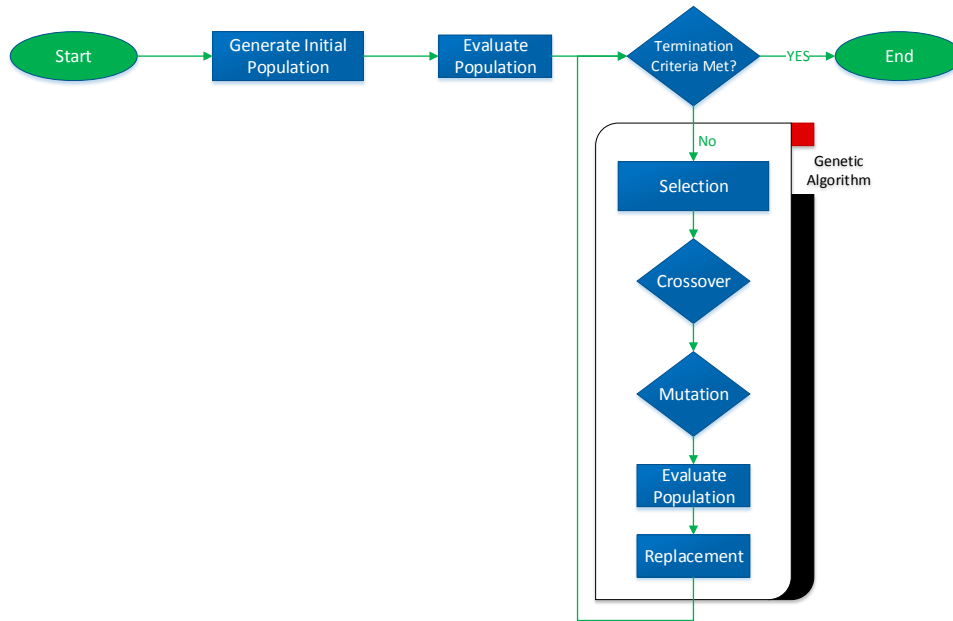 Start
Generate Initial
Population
Evaluate
Population
Termination
Criteria Met?
YES
End
No
Genetic
Algorithm
Selection
Crossover
Mutation
Evaluate
Population
Replacement